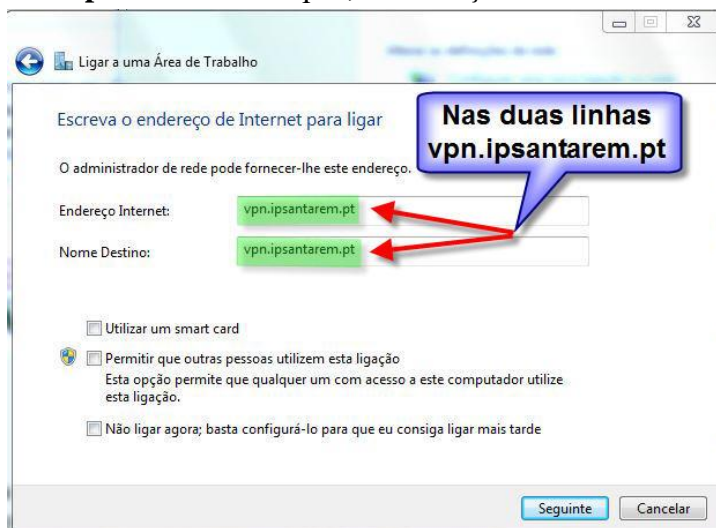 Ligar a uma Área de Trabalho
Escreva o endereço de Internet para ligar
Nas duas linhas
vpn.ipsantarem.pt
O administrador de rede pode fornecer-lhe este endereço.
Endereço Internet: vpn.ipsantarem.pt
Nome Destino: vpn.ipsantarem.pt
Utilizar um smart card
Permitir que outras pessoas utilizem esta ligação
Esta opção permite que qualquer um com acesso a este computador utilize
esta ligação.
Não ligar agora; basta configurá-lo para que eu consiga ligar mais tarde
Seguinte Cancelar